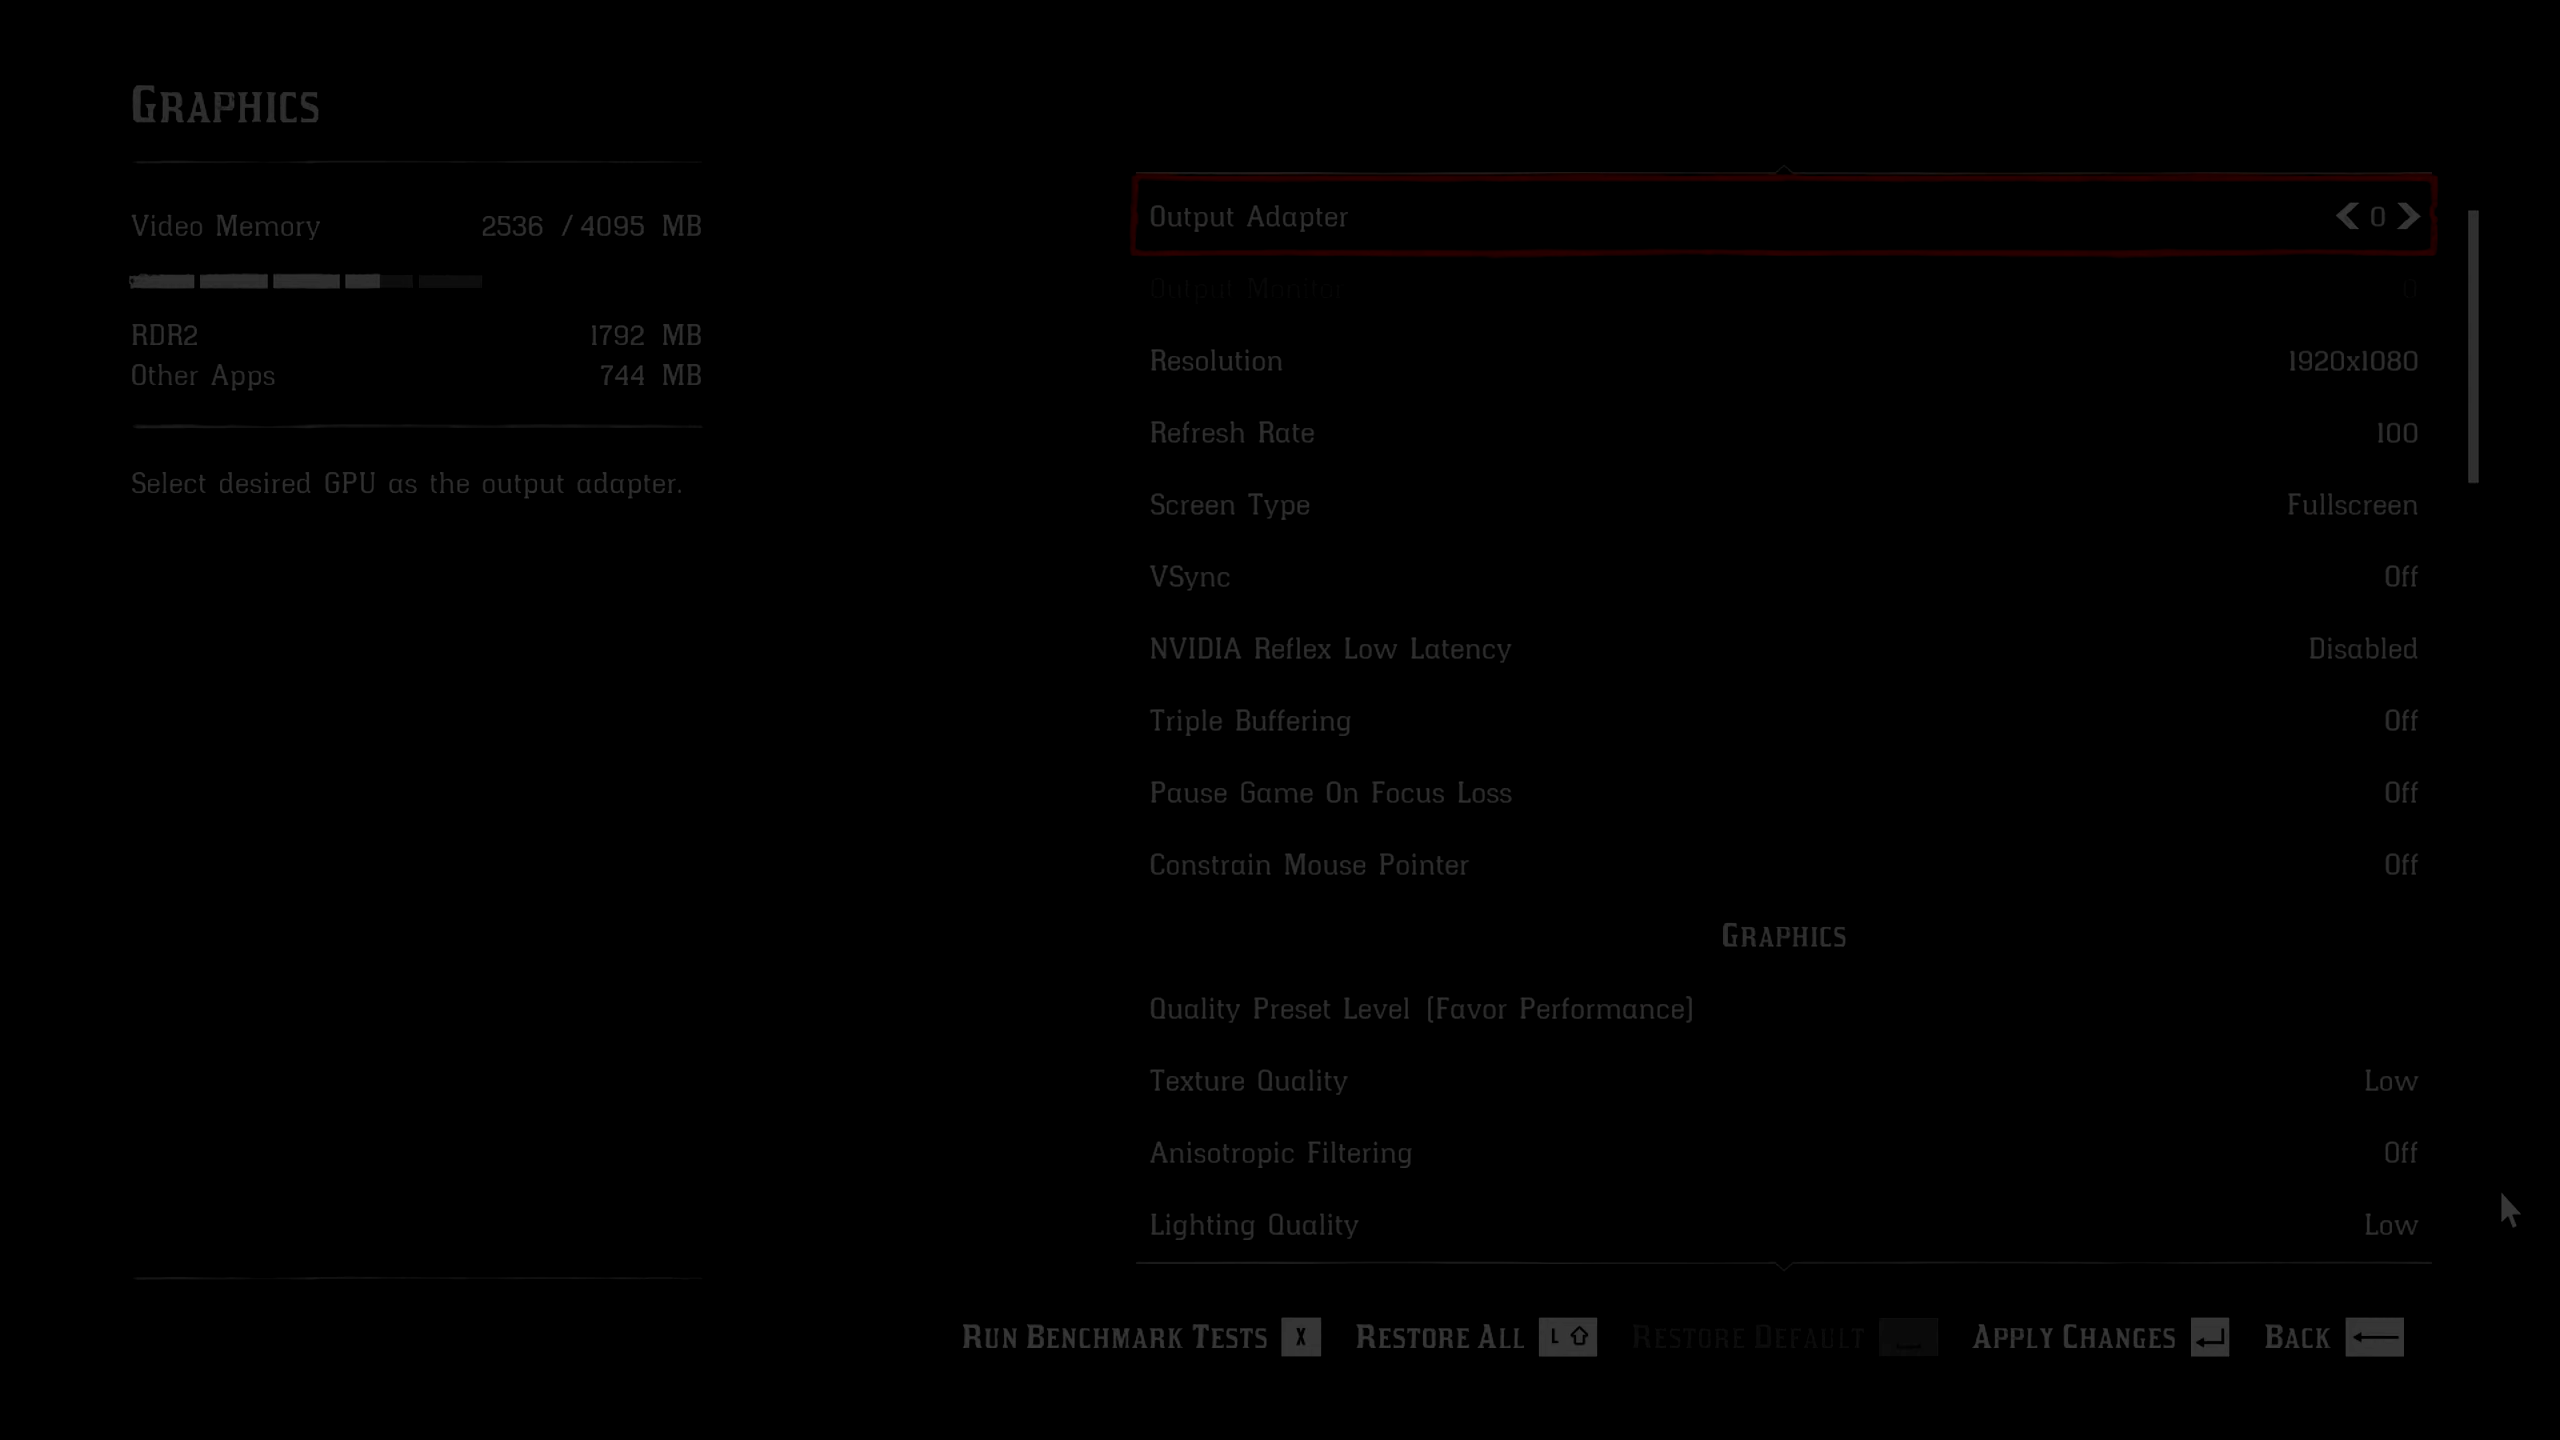 GRAPHICS
Video Memory 2536 / 4095 MB
RDR2 1792 MB
Other Apps 744 MB
Select desired GPU as the output adapter.
Output Adapter 0
Output Monitor 0
Resolution 1920x1080
Refresh Rate 100
Screen Type Fullscreen
VSync Off
NVIDIA Reflex Low Latency Disabled
Triple Buffering Off
Pause Game On Focus Loss Off
Constrain Mouse Pointer Off
GRAPHICS
Quality Preset Level (Favor Performance)
Texture Quality Low
Anisotropic Filtering Off
Lighting Quality Low
RUN BENCHMARK TESTS X RESTORE ALL L RESTORE DEFAULT APPLY CHANGES BACK